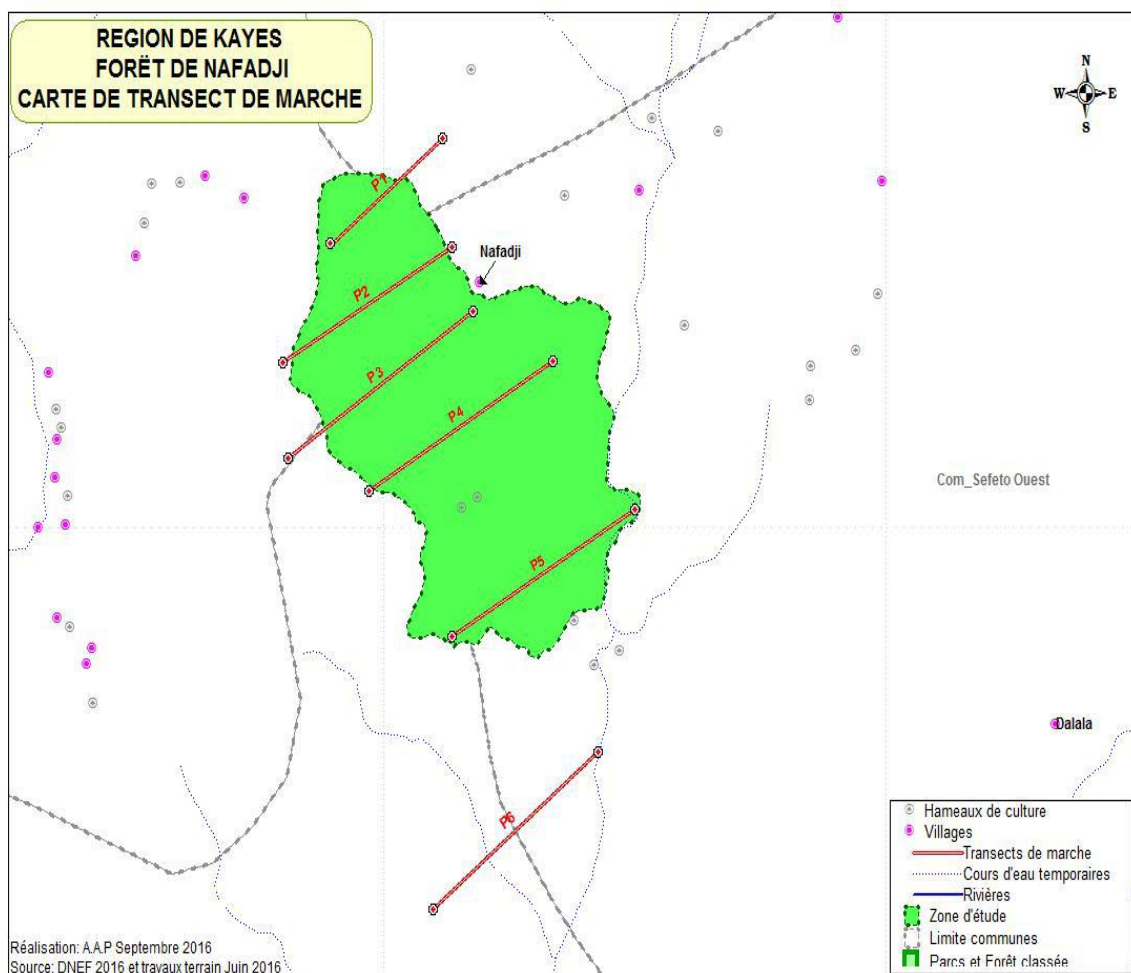 REGION DE KAYES
FORËT DE NAFADJI
CARTE DE TRANSECT DE MARCHE
N
W E
S
P1
Nafadji
P2
P3
P4
Com_Sefeto Ouest
P5
Dalala
P6
Hameaux de culture
Villages
Transects de marche
Cours d'eau temporaires
Rivières
Zone d'étude
Limite communes
Parcs et Forêt classée
Réalisation: A.A.P Septembre 2016
Source: DNEF 2016 et travaux terrain Juin 2016